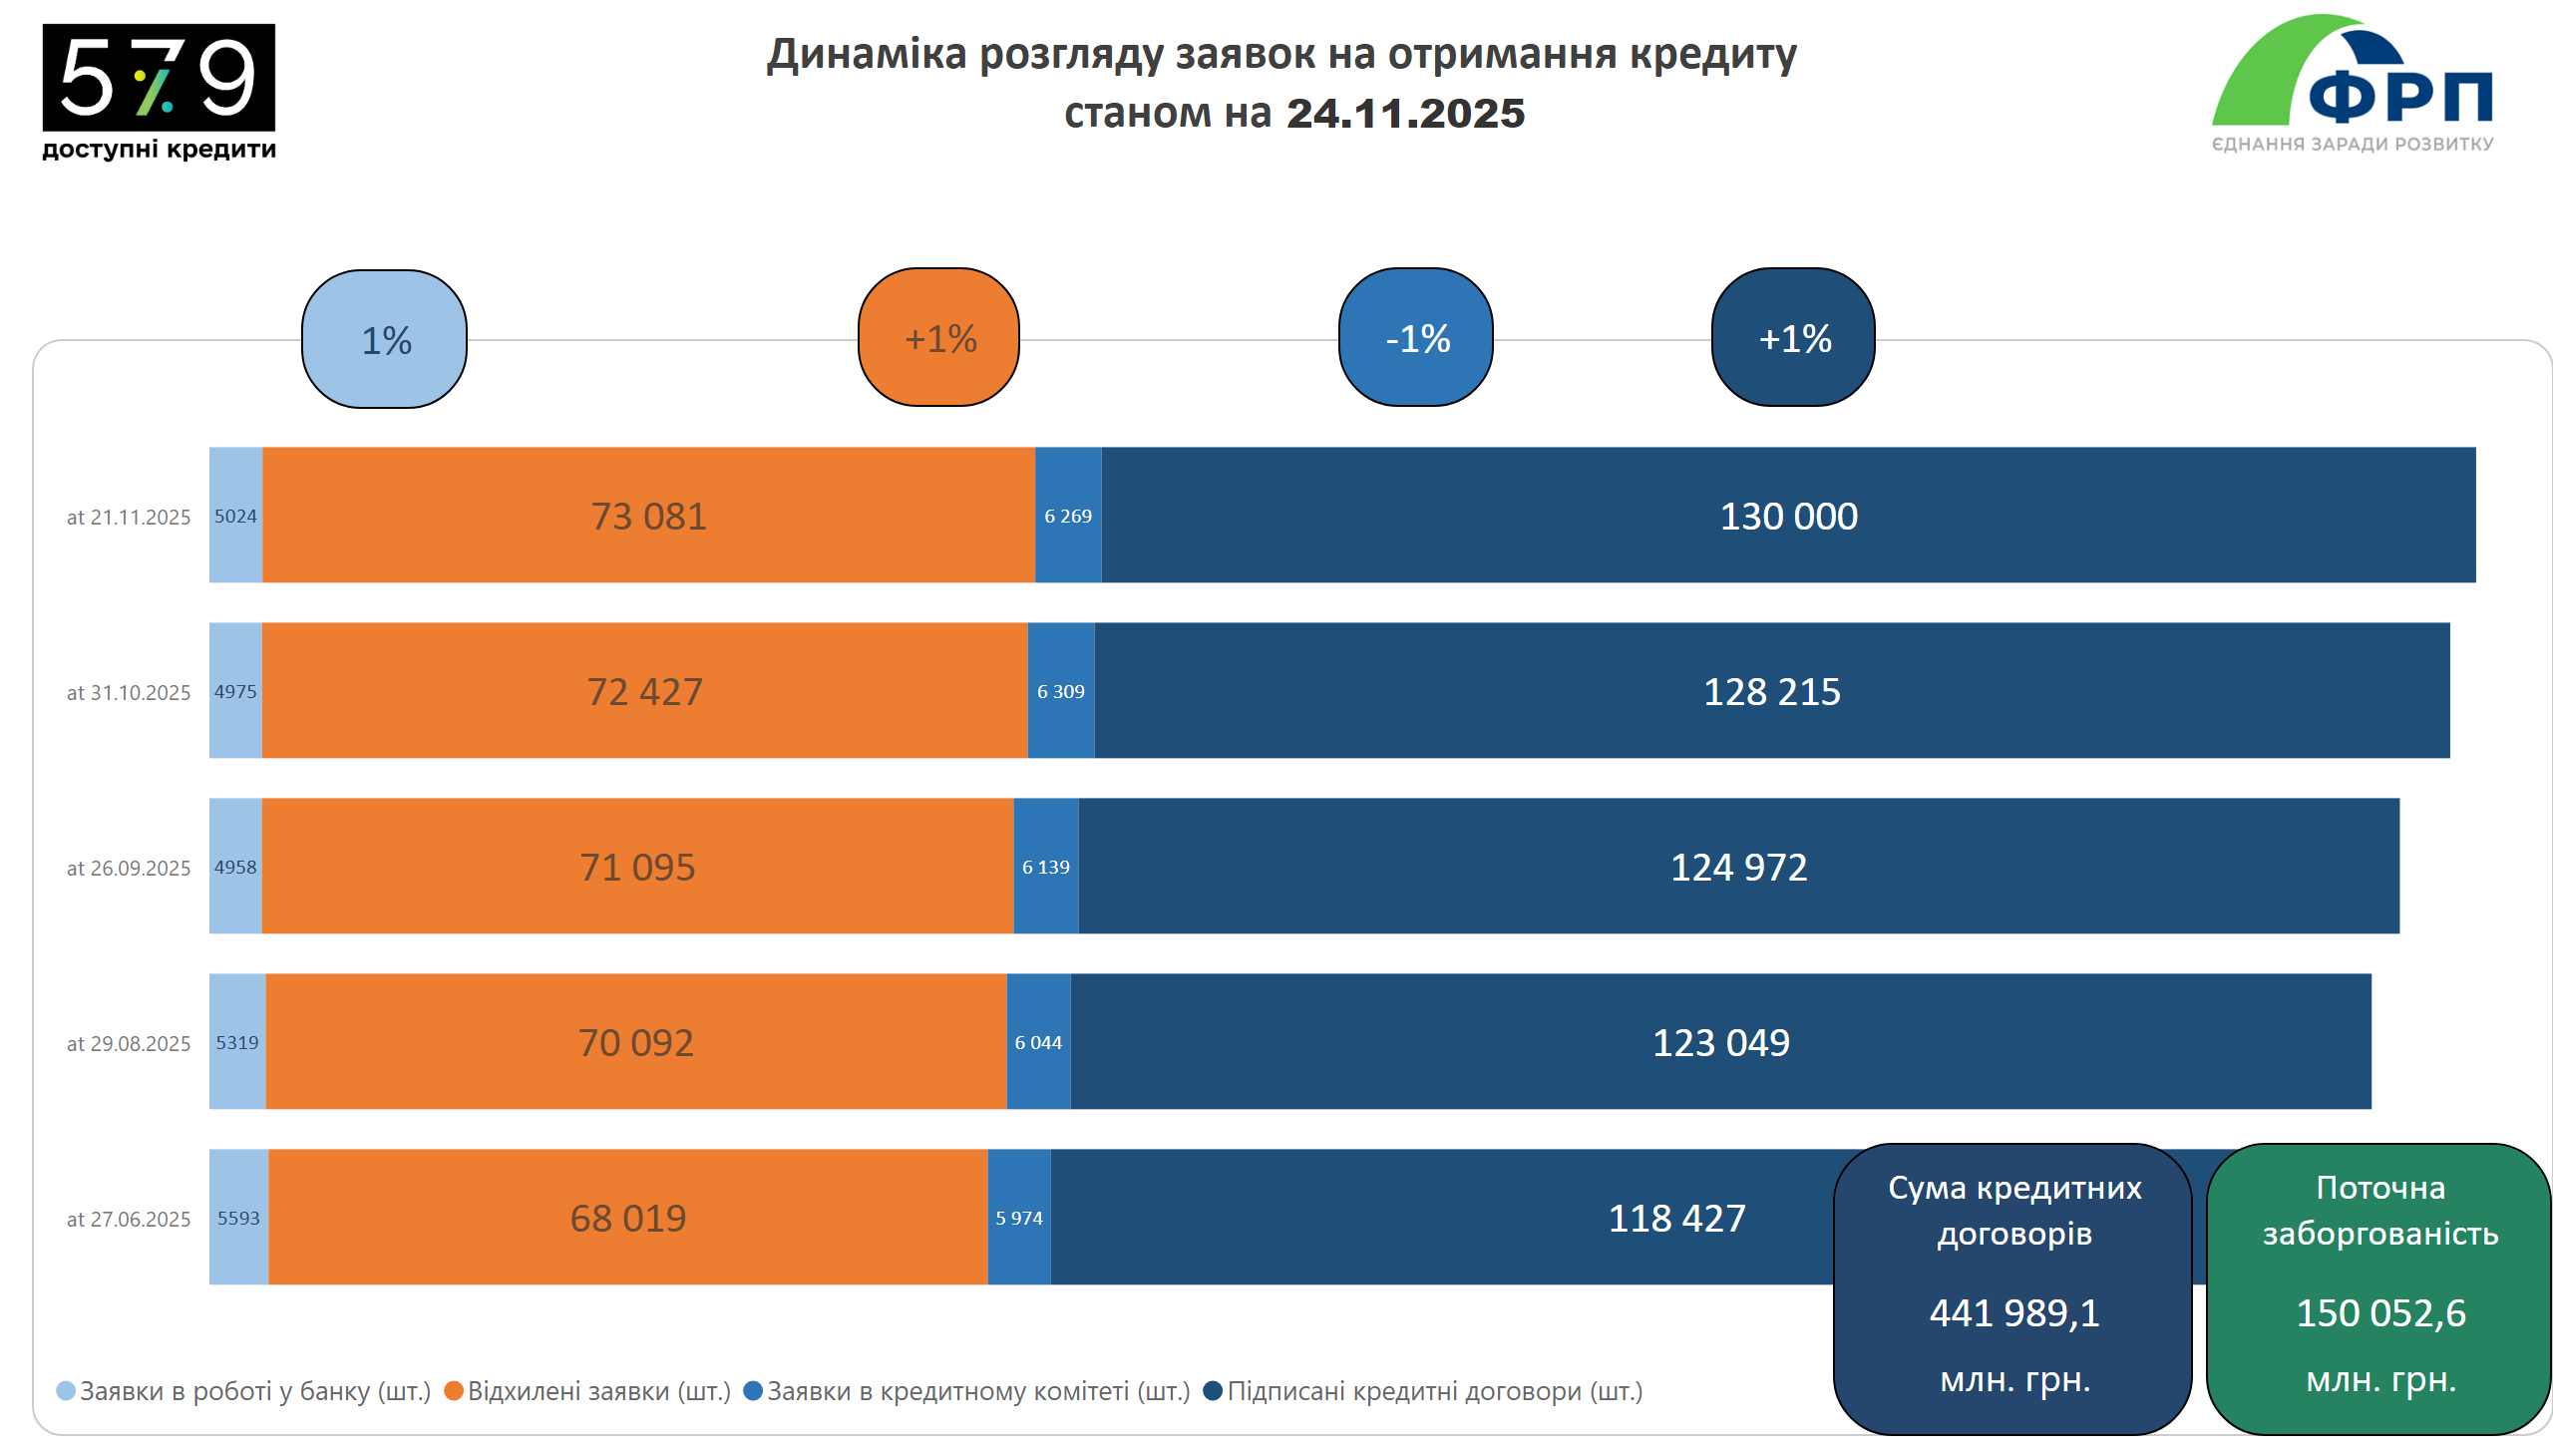 5%7%9
доступні кредити
Динаміка розгляду заявок на отримання кредиту
станом на 24.11.2025
ФРП
ЄДНАННЯ ЗАРАДИ РОЗВИТКУ
1%
+1%
-1%
+1%
at 21.11.2025
5024
73 081
6 269
130 000
at 31.10.2025
4975
72 427
6 309
128 215
at 26.09.2025
4958
71 095
6 139
124 972
at 29.08.2025
5319
70 092
6 044
123 049
at 27.06.2025
5593
68 019
5 974
118 427
Сума кредитних
договорів
441 989,1
млн. грн.
Поточна
заборгованість
150 052,6
млн. грн.
Заявки в роботі у банку (шт.)
Відхилені заявки (шт.)
Заявки в кредитному комітеті (шт.)
Підписані кредитні договори (шт.)